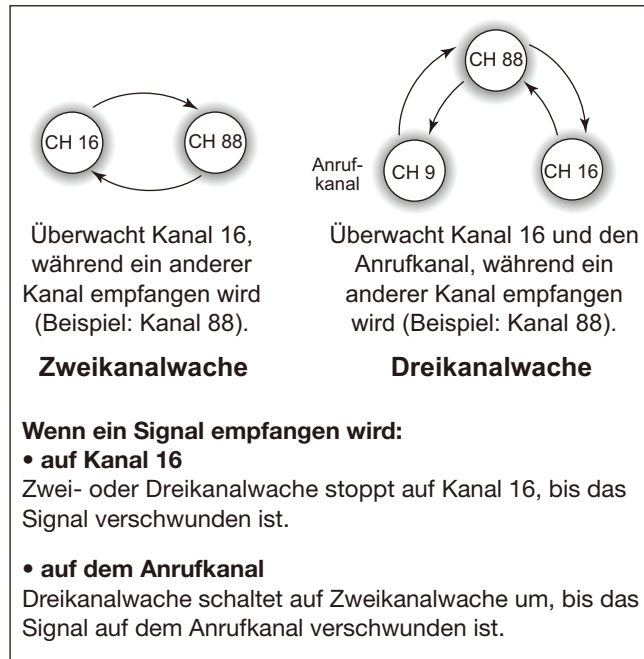 CH 16
CH 88
Überwacht Kanal 16,
während ein anderer
Kanal empfangen wird
(Beispiel: Kanal 88).
Zweikanalwache
CH 88
Anruf-
kanal
CH 9
CH 16
Überwacht Kanal 16 und den
Anrufkanal, während ein
anderer Kanal empfangen
wird (Beispiel: Kanal 88).
Dreikanalwache
Wenn ein Signal empfangen wird:
• auf Kanal 16
Zwei- oder Dreikanalwache stoppt auf Kanal 16, bis das
Signal verschwunden ist.
• auf dem Anrufkanal
Dreikanalwache schaltet auf Zweikanalwache um, bis das
Signal auf dem Anrufkanal verschwunden ist.